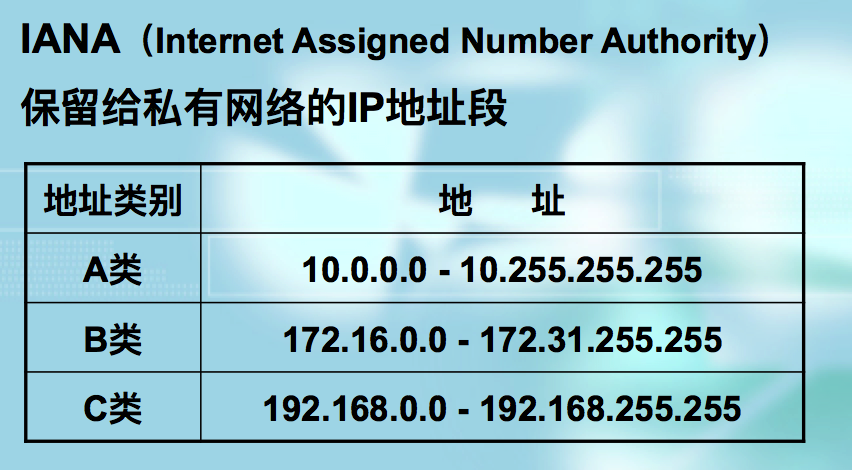 IANA（Internet Assigned Number Authority）
保留给私有网络的IP地址段
地址类别 地 址
A类 10.0.0.0 - 10.255.255.255
B类 172.16.0.0 - 172.31.255.255
C类 192.168.0.0 - 192.168.255.255